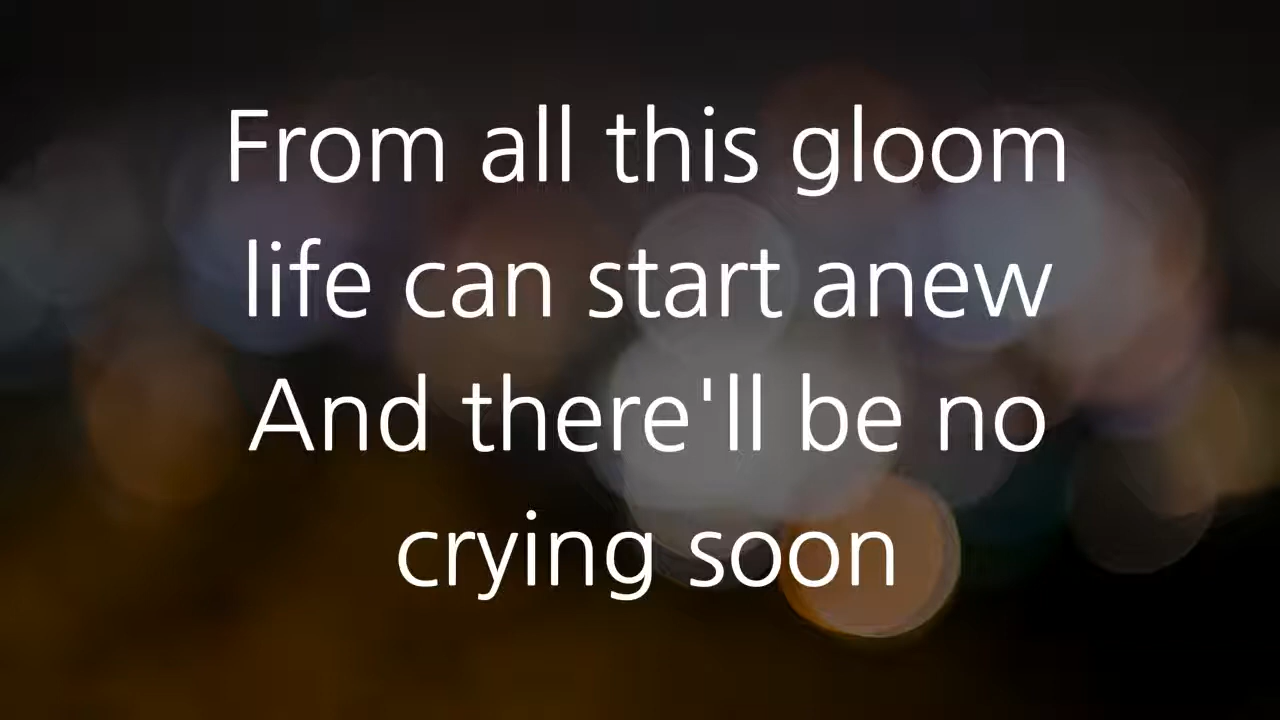 From all this gloom
life can start anew
And there'll be no
crying soon